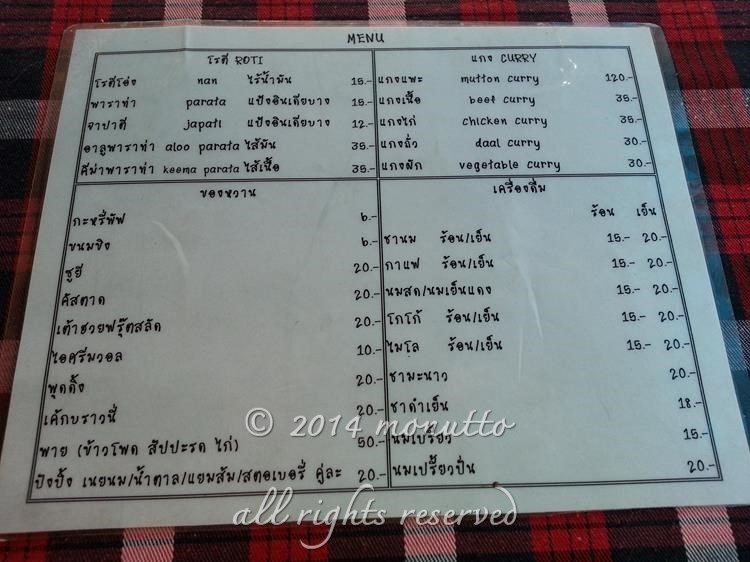 MENU
โรตี ROTI
โรตีโอ่ง nan ไร้น้ำมัน 15.-
พาราท่า parata แป้งอินเดียบาง 15.-
จาปาตี japati แป้งอินเดียบาง 12.-
อาลูพาราท่า aloo parata ไส้มัน 35.-
คีม่าพาราท่า keema parata ไส้เนื้อ 35.-
แกง CURRY
แกงแพะ mutton curry 120.-
แกงเนื้อ beef curry 35.-
แกงไก่ chicken curry 35.-
แกงถั่ว daal curry 30.-
แกงผัก vegetable curry 30.-
ของหวาน
กะหรี่พัฟ 6.-
ขนมขิง 6.-
ซูยี 20.-
คัสตาด 20.-
เต้าฮวยฟรุ๊ตสลัด 20.-
ไอศรีมวอล 10.-
พุดดิ้ง 20.-
เค้กบราวนี่ 20.-
พาย (ข้าวโพด สัปปะรด ไก่) 50.-
ปังปิ้ง เนยนม/น้ำตาล/แยมส้ม/สตอเบอรี่ คู่ละ 20.-
เครื่องดื่ม
ร้อน เย็น
ชานม ร้อน/เย็น 15.- 20.-
กาแฟ ร้อน/เย็น 15.- 20.-
นมสด/นมเย็นแดง 15.- 20.-
โกโก้ ร้อน/เย็น 15.- 20.-
ไมโล ร้อน/เย็น 15.- 20.-
ชามะนาว 20.-
ชาดำเย็น 18.-
นมเปรี้ยว 15.-
นมเปรี้ยวปั่น 20.-
© 2014 monutto
all rights reserved